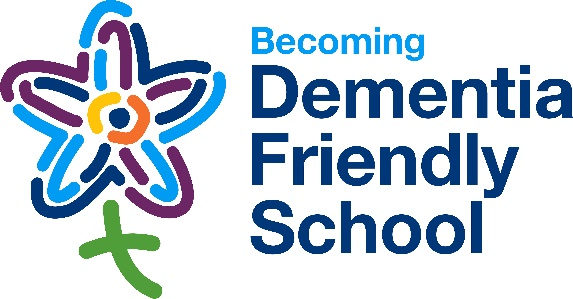 Becoming
Dementia
Friendly
School